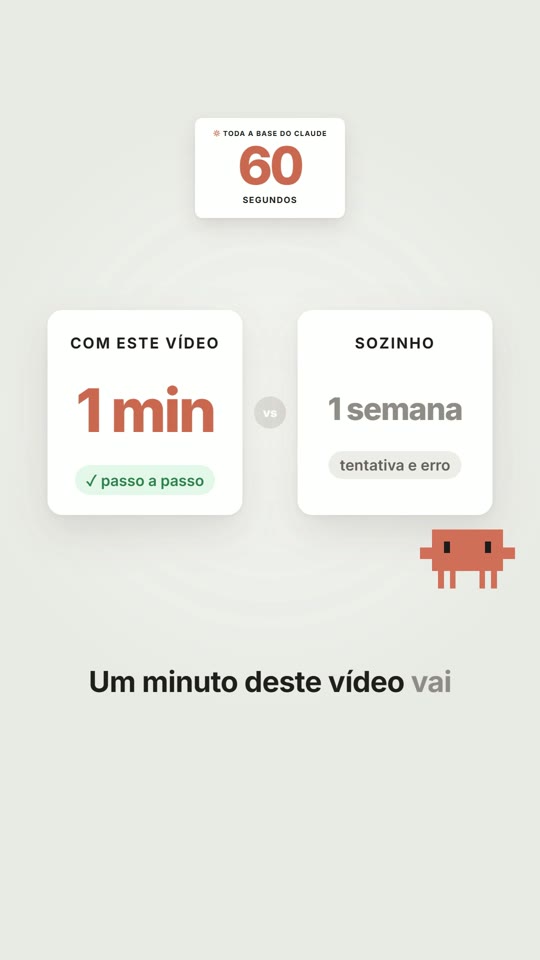 TODA A BASE DO CLAUDE
60
SEGUNDOS
COM ESTE VÍDEO
1 min
✓ passo a passo
vs
SOZINHO
1 semana
tentativa e erro
Um minuto deste vídeo vai